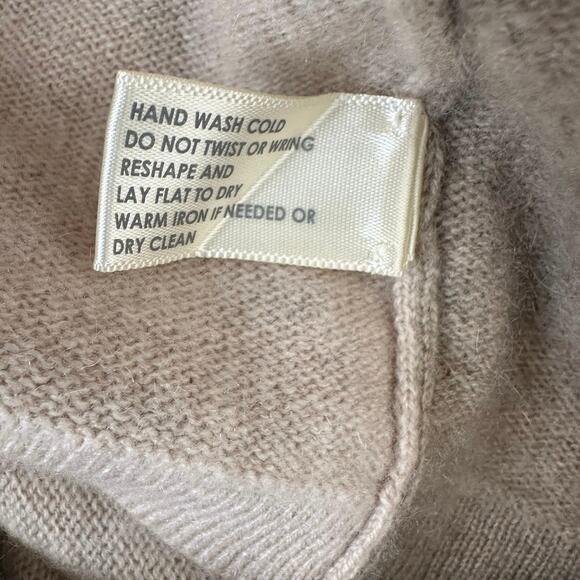 HAND WASH COLD
DO NOT TWIST OR WRING
RESHAPE AND
LAY FLAT TO DRY
WARM IRON IF NEEDED OR
DRY CLEAN